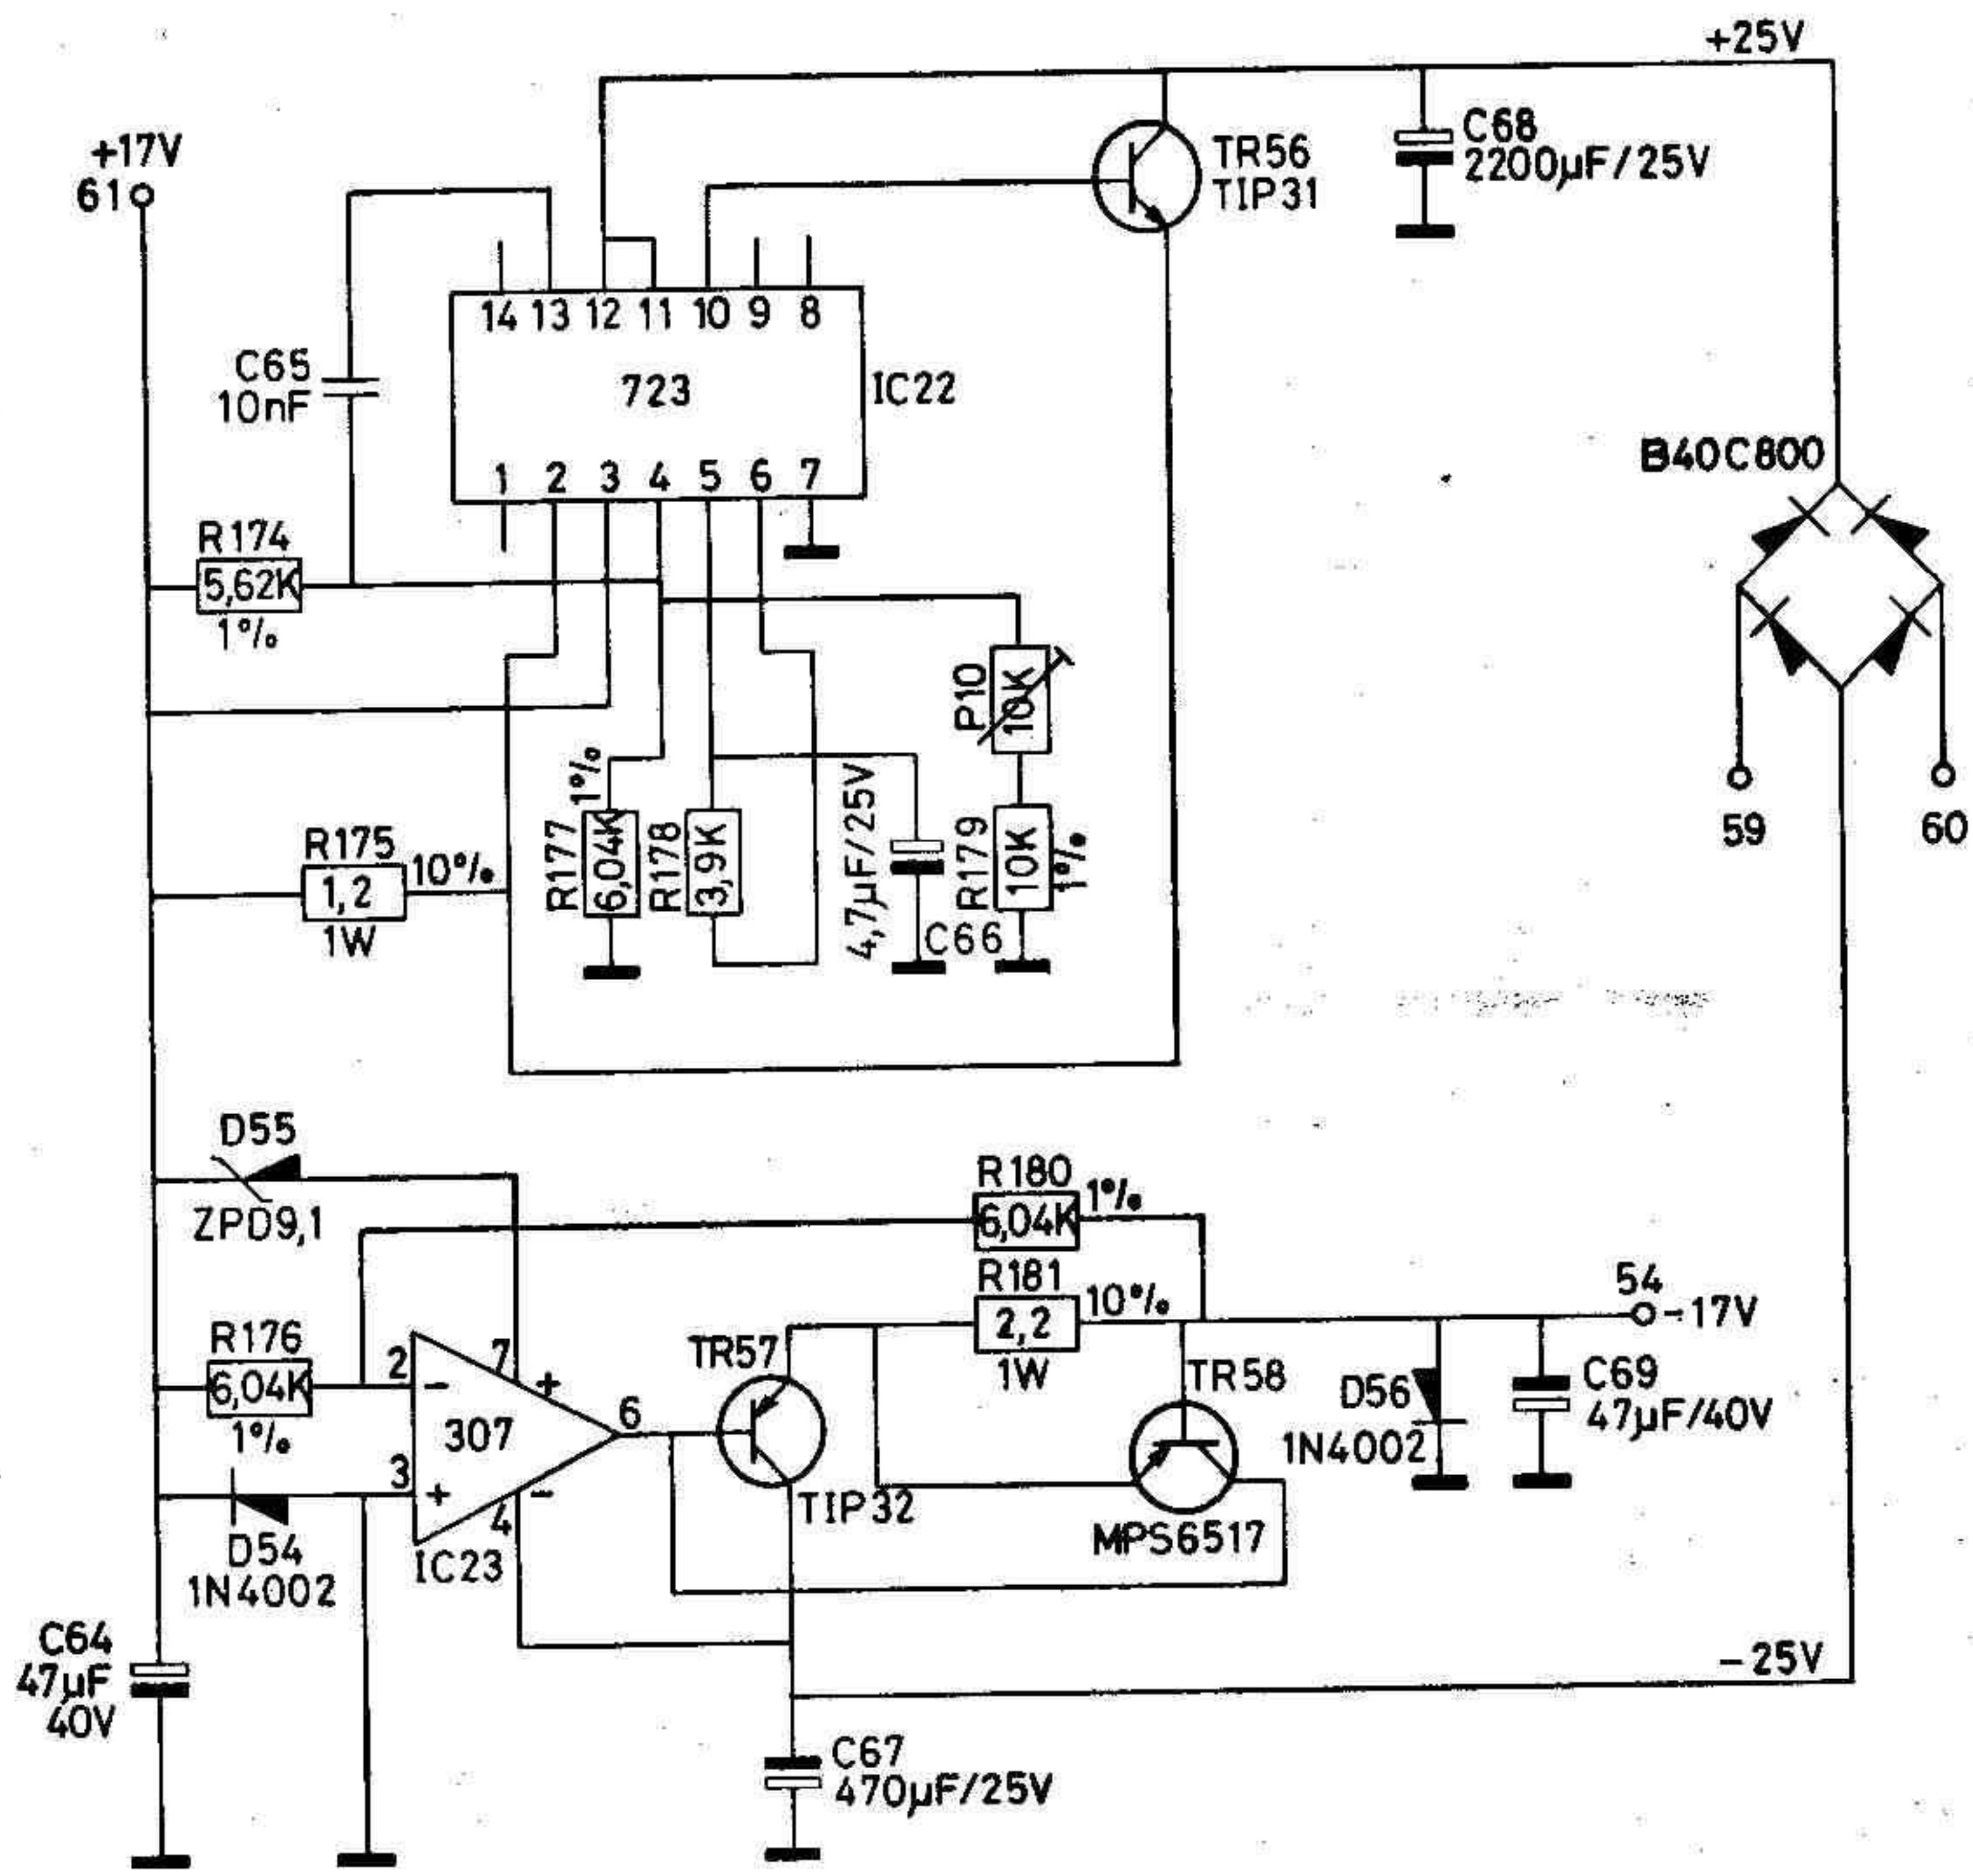 +25V
+17V
61
TR56
TIP31
C68
2200µF/25V
14 13 12 11 10 9 8
C65
10nF
723
IC22
1 2 3 4 5 6 7
B40C800
R174
5,62K
1%
P10
10K
59
60
R175
1,2
10%
1W
R177
6,04K
1%
R178
3,9K
4,7µF/25V
C66
R179
10K
1%
D55
ZPD9,1
R180
6,04K
1%
R181
2,2
10%
1W
54
-17V
R176
6,04K
1%
2
-
7
+
307
6
3
+
4
-
IC23
TR57
TIP32
TR58
MPS6517
D56
1N4002
C69
47µF/40V
D54
1N4002
C64
47µF
40V
-25V
C67
470µF/25V